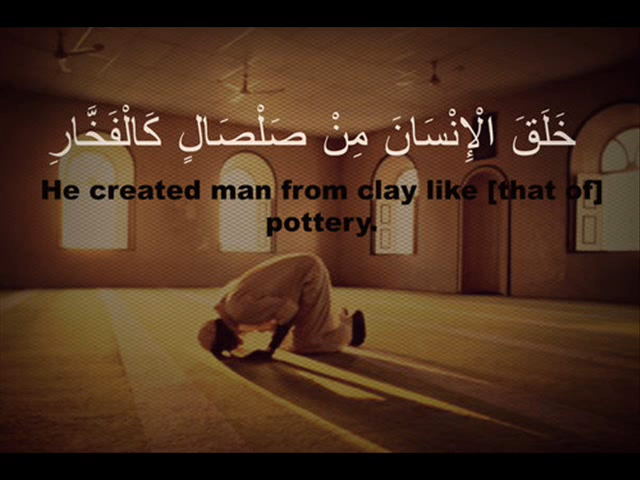 خَلَقَ الْإِنْسَانَ مِنْ صَلْصَالٍ كَالْفَخَّارِ
He created man from clay like [that of]
pottery.